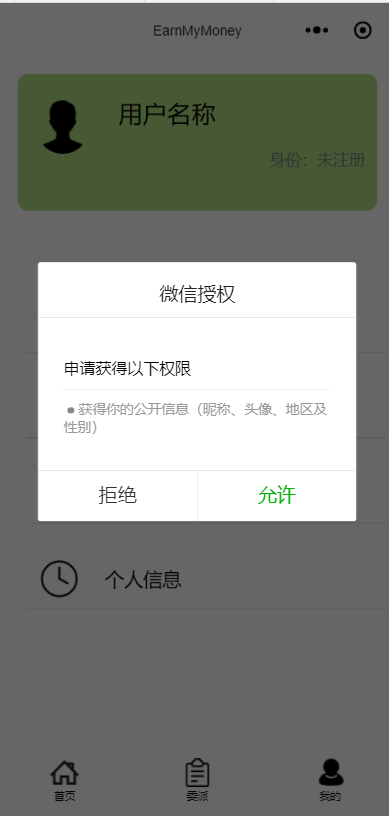 EarnMyMoney
用户名称
身份：未注册
微信授权
申请获得以下权限
获得你的公开信息（昵称、头像、地区及
性别）
拒绝 允许
个人信息
首页 委派 我的